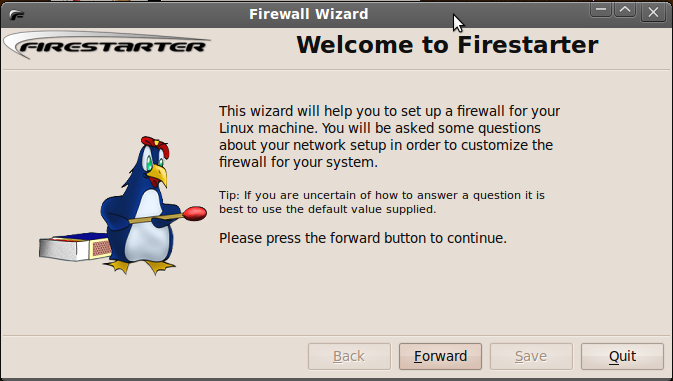 Firewall Wizard
FIRESTARTER
Welcome to Firestarter
This wizard will help you to set up a firewall for your
Linux machine. You will be asked some questions
about your network setup in order to customize the
firewall for your system.
Tip: If you are uncertain of how to answer a question it is
best to use the default value supplied.
Please press the forward button to continue.
Back
Forward
Save
Quit